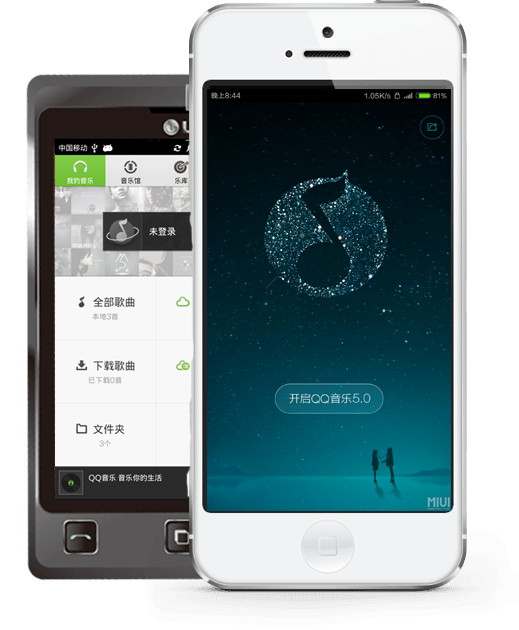 中国移动
我的音乐
音乐馆
乐库
未登录
全部歌曲
本地3首
下载歌曲
已下载0首
文件夹
3个
QQ音乐 音乐你的生活
晚上8:44
1.05K/s
81%
开启QQ音乐5.0
MIUI